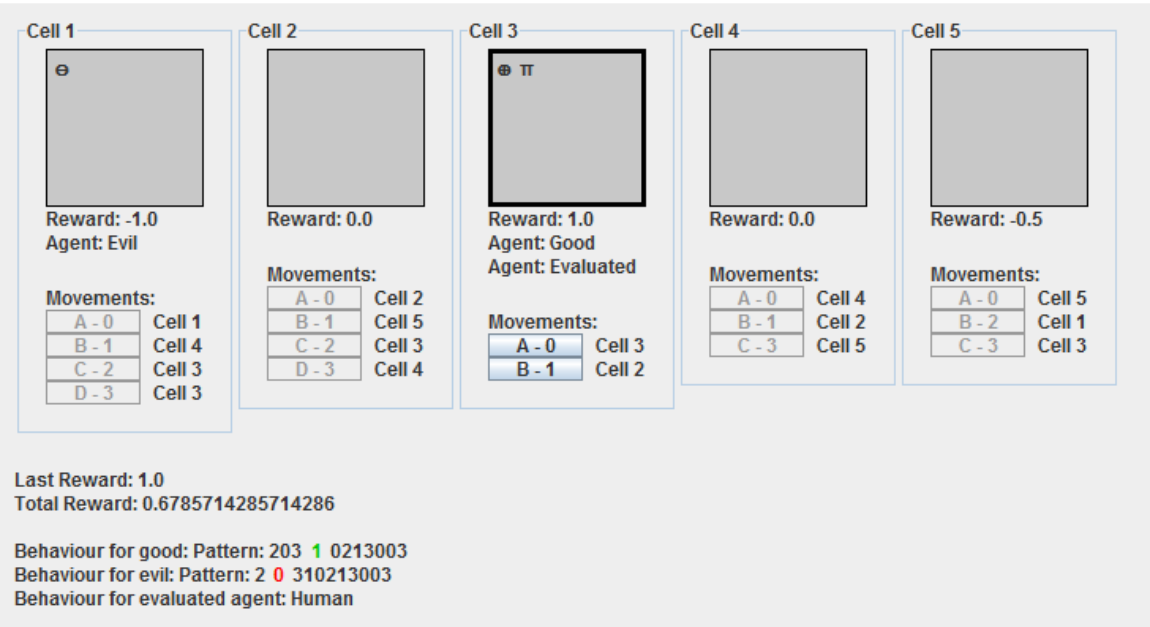 Cell 1
⊖
Reward: -1.0
Agent: Evil
Movements:
A - 0 Cell 1
B - 1 Cell 4
C - 2 Cell 3
D - 3 Cell 3
Cell 2
Reward: 0.0
Movements:
A - 0 Cell 2
B - 1 Cell 5
C - 2 Cell 3
D - 3 Cell 4
Cell 3
⊕ π
Reward: 1.0
Agent: Good
Agent: Evaluated
Movements:
A - 0 Cell 3
B - 1 Cell 2
Cell 4
Reward: 0.0
Movements:
A - 0 Cell 4
B - 1 Cell 2
C - 3 Cell 5
Cell 5
Reward: -0.5
Movements:
A - 0 Cell 5
B - 2 Cell 1
C - 3 Cell 3
Last Reward: 1.0
Total Reward: 0.6785714285714286
Behaviour for good: Pattern: 203 1 0213003
Behaviour for evil: Pattern: 2 0 310213003
Behaviour for evaluated agent: Human